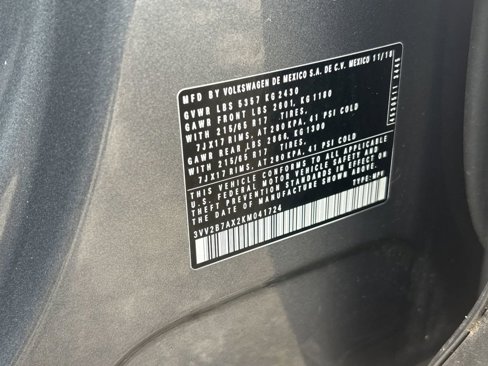 MFD BY VOLKSWAGEN DE MEXICO S.A. DE C.V. MEXICO 11/18
GVWR LBS 5357 KG 2430
GAWR FRONT LBS 2601, KG 1180
WITH 215/65 R17 TIRES.
7JX17 RIMS. AT 280 KPA, 41 PSI COLD
GAWR REAR LBS 2866, KG 1300
WITH 215/65 R17 TIRES.
7JX17 RIMS. AT 280 KPA, 41 PSI COLD
THIS VEHICLE CONFORMS TO ALL APPLICABLE
U.S. FEDERAL MOTOR VEHICLE SAFETY AND
THEFT PREVENTION STANDARDS IN EFFECT ON
THE DATE OF MANUFACTURE SHOWN ABOVE.
TYPE: MPV
3VV2B7AX2KM041724